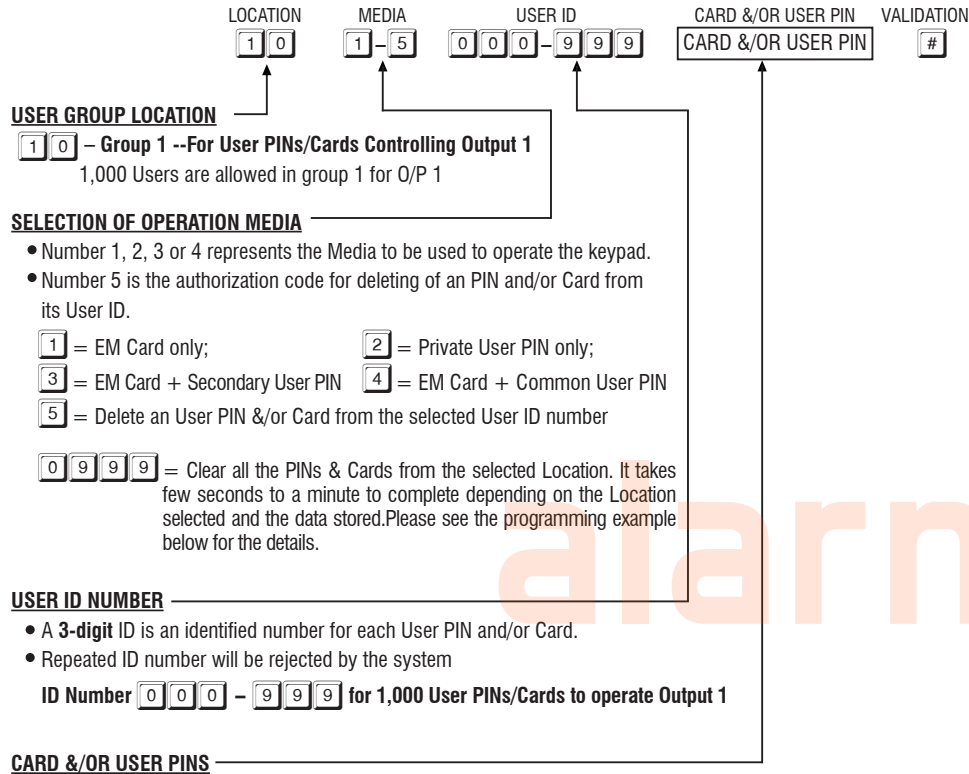 LOCATION MEDIA USER ID CARD &/OR USER PIN VALIDATION
1 0 1 – 5 0 0 0 – 9 9 9 CARD &/OR USER PIN #
USER GROUP LOCATION
1 0 – Group 1 --For User PINs/Cards Controlling Output 1
1,000 Users are allowed in group 1 for O/P 1
SELECTION OF OPERATION MEDIA
• Number 1, 2, 3 or 4 represents the Media to be used to operate the keypad.
• Number 5 is the authorization code for deleting of an PIN and/or Card from
its User ID.
1 = EM Card only; 2 = Private User PIN only;
3 = EM Card + Secondary User PIN 4 = EM Card + Common User PIN
5 = Delete an User PIN &/or Card from the selected User ID number
0 9 9 9 = Clear all the PINs & Cards from the selected Location. It takes
few seconds to a minute to complete depending on the Location
selected and the data stored.Please see the programming example
below for the details.
USER ID NUMBER
• A 3-digit ID is an identified number for each User PIN and/or Card.
• Repeated ID number will be rejected by the system
ID Number 0 0 0 – 9 9 9 for 1,000 User PINs/Cards to operate Output 1
CARD &/OR USER PINS